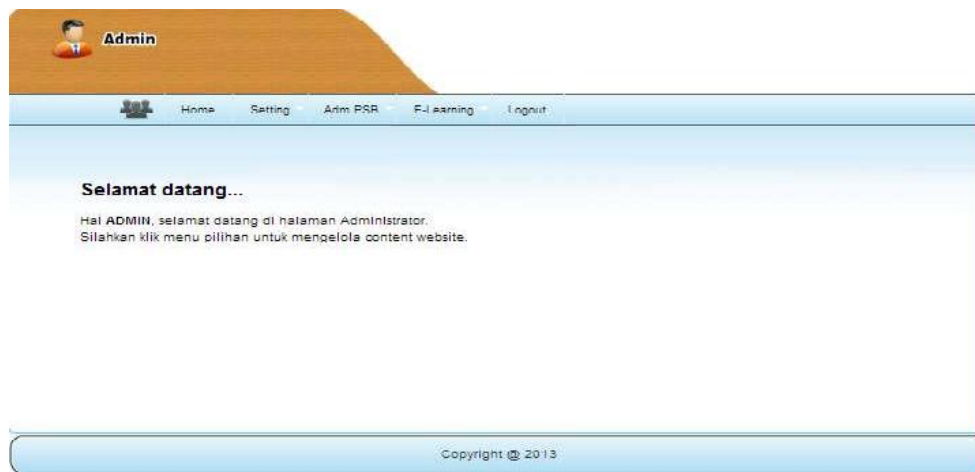 Admin
Home Setting Adm PSB E-Learning Logout
Selamat datang...
Hai ADMIN, selamat datang di halaman Administrator.
Silahkan klik menu pilihan untuk mengelola content website.
Copyright @ 2013